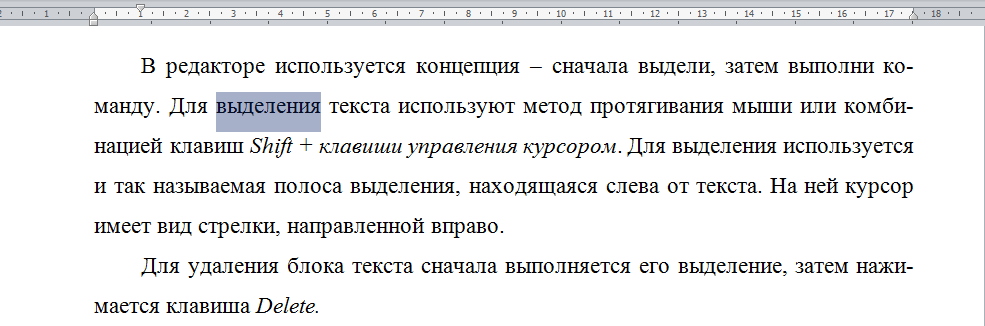 2 1 1 2 3 4 5 6 7 8 9 10 11 12 13 14 15 16 17 18
В редакторе используется концепция – сначала выдели, затем выполни ко-
манду. Для выделения текста используют метод протягивания мыши или комби-
нацией клавиш Shift + клавиши управления курсором. Для выделения используется
и так называемая полоса выделения, находящаяся слева от текста. На ней курсор
имеет вид стрелки, направленной вправо.
Для удаления блока текста сначала выполняется его выделение, затем нажи-
мается клавиша Delete.